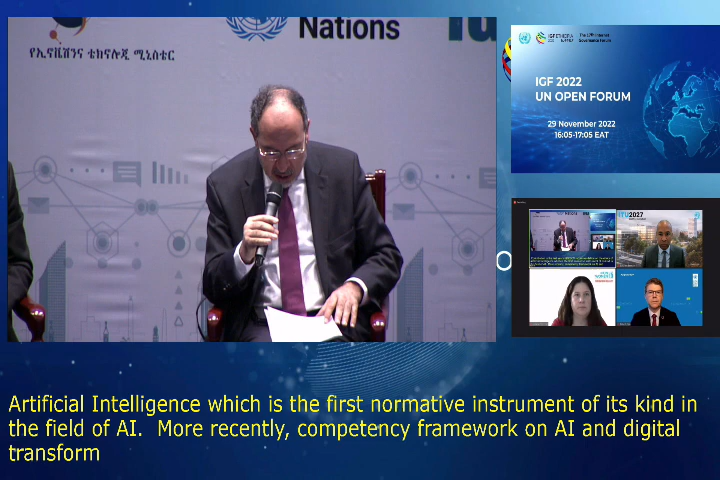 Nations
ITU
የኢኖቬሽንና ቴክኖሎጂ ሚኒስቴር
IGF 2022
UN OPEN FORUM
29 November 2022
16:05-17:05 EAT
ITU2027
Artificial Intelligence which is the first normative instrument of its kind in
the field of AI. More recently, competency framework on AI and digital
transform